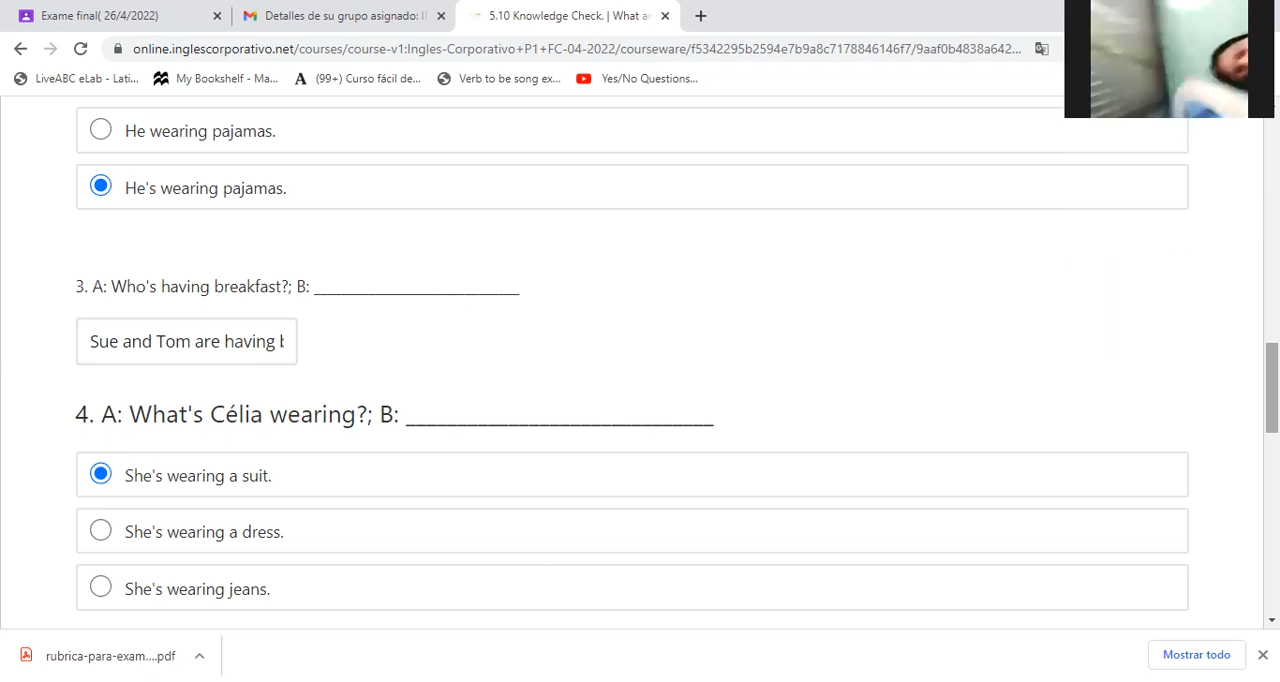 Exame final( 26/4/2022)
Detalles de su grupo asignado: II
5.10 Knowledge Check. | What ar
online.inglescorporativo.net/courses/course-v1:Ingles-Corporativo+P1+FC-04-2022/courseware/f5342295b2594e7b9a8c7178846146f7/9aaf0b4838a642...
LiveABC eLab - Lati...
My Bookshelf - Ma...
(99+) Curso fácil de...
Verb to be song ex...
Yes/No Questions...
He wearing pajamas.
He's wearing pajamas.
3. A: Who's having breakfast?; B: ___________________________
Sue and Tom are having b
4. A: What's Célia wearing?; B: ______________________________
She's wearing a suit.
She's wearing a dress.
She's wearing jeans.
rubrica-para-exam....pdf
Mostrar todo